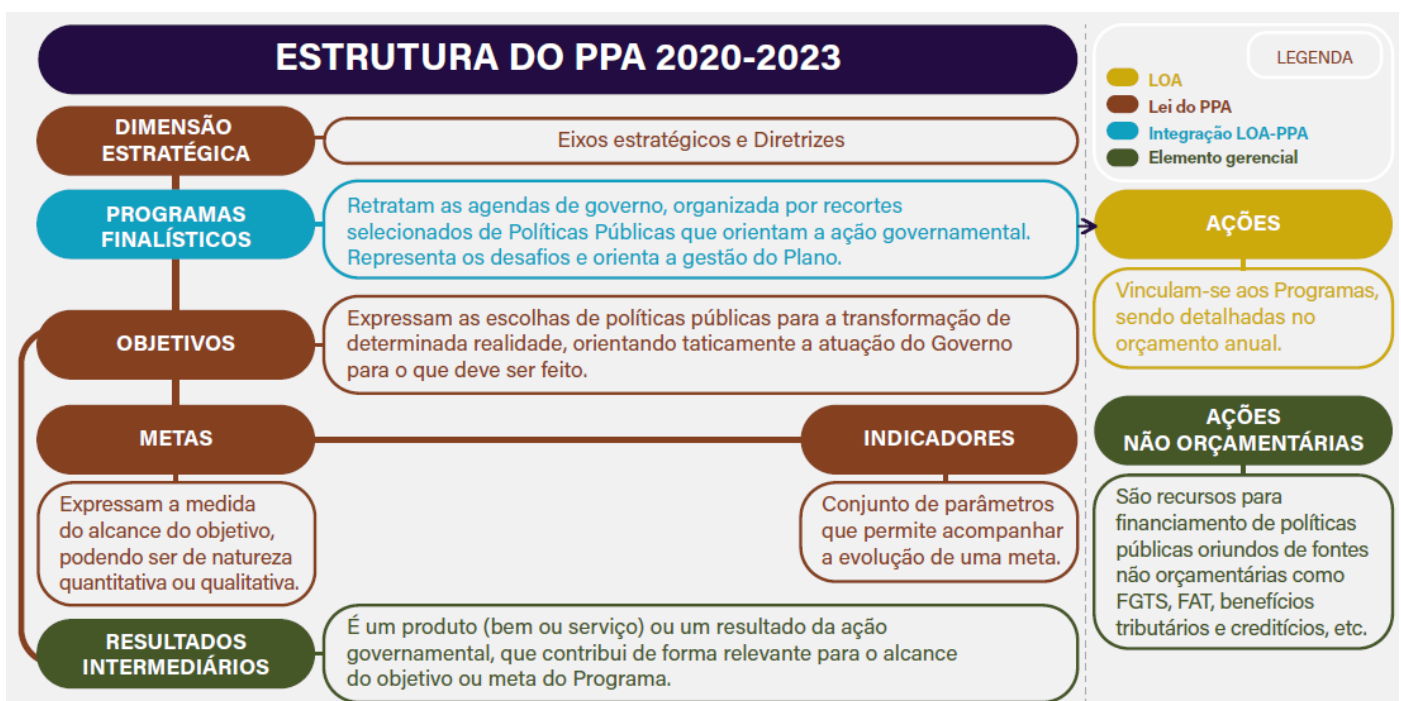 ESTRUTURA DO PPA 2020-2023
LEGENDA
LOA
Lei do PPA
Integração LOA-PPA
Elemento gerencial
DIMENSÃO
ESTRATÉGICA
Eixos estratégicos e Diretrizes
PROGRAMAS
FINALÍSTICOS
Retratam as agendas de governo, organizada por recortes
selecionados de Políticas Públicas que orientam a ação governamental.
Representa os desafios e orienta a gestão do Plano.
AÇÕES
Vinculam-se aos Programas,
sendo detalhadas no
orçamento anual.
OBJETIVOS
Expressam as escolhas de políticas públicas para a transformação de
determinada realidade, orientando taticamente a atuação do Governo
para o que deve ser feito.
METAS
Expressam a medida
do alcance do objetivo,
podendo ser de natureza
quantitativa ou qualitativa.
INDICADORES
Conjunto de parâmetros
que permite acompanhar
a evolução de uma meta.
AÇÕES
NÃO ORÇAMENTÁRIAS
São recursos para
financiamento de políticas
públicas oriundos de fontes
não orçamentárias como
FGTS, FAT, benefícios
tributários e creditícios, etc.
RESULTADOS
INTERMEDIÁRIOS
É um produto (bem ou serviço) ou um resultado da ação
governamental, que contribui de forma relevante para o alcance
do objetivo ou meta do Programa.